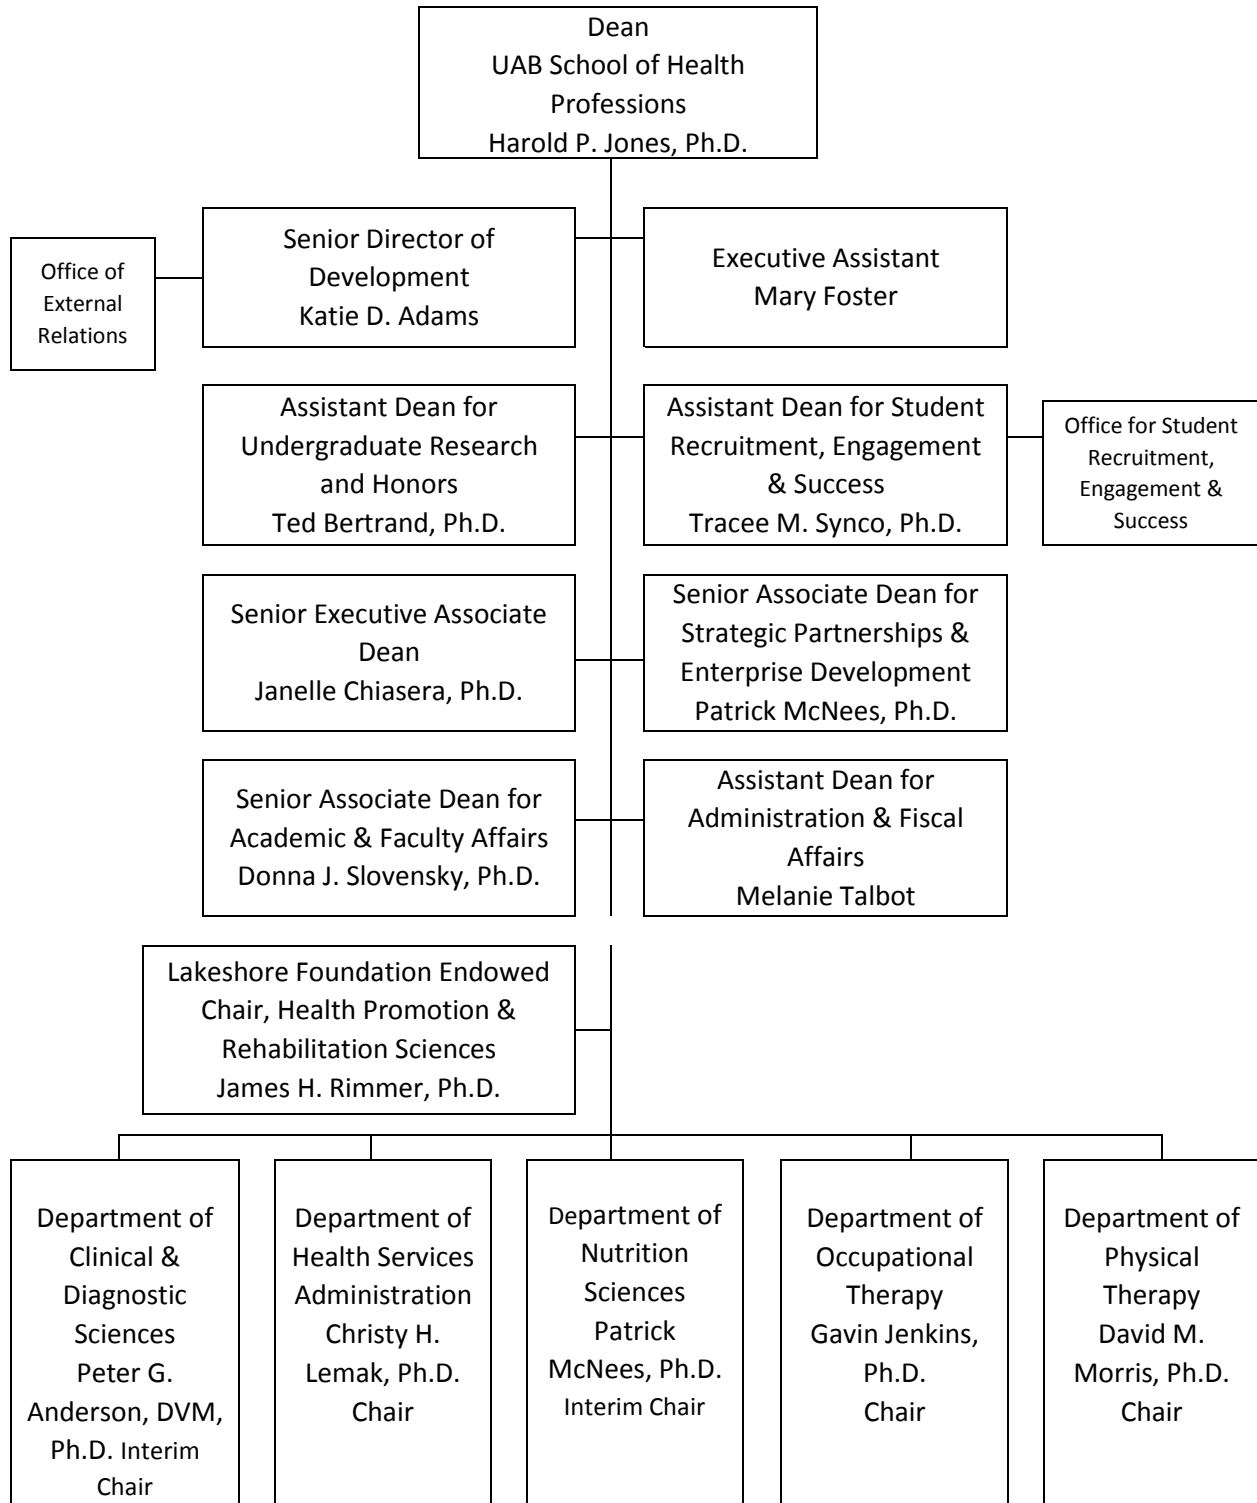 Dean
UAB School of Health
Professions
Harold P. Jones, Ph.D.
Senior Director of
Development
Katie D. Adams
Executive Assistant
Mary Foster
Office of
External
Relations
Assistant Dean for
Undergraduate Research
and Honors
Ted Bertrand, Ph.D.
Assistant Dean for Student
Recruitment, Engagement
& Success
Tracee M. Synco, Ph.D.
Office for Student
Recruitment,
Engagement &
Success
Senior Executive Associate
Dean
Janelle Chiasera, Ph.D.
Senior Associate Dean for
Strategic Partnerships &
Enterprise Development
Patrick McNees, Ph.D.
Senior Associate Dean for
Academic & Faculty Affairs
Donna J. Slovensky, Ph.D.
Assistant Dean for
Administration & Fiscal
Affairs
Melanie Talbot
Lakeshore Foundation Endowed
Chair, Health Promotion &
Rehabilitation Sciences
James H. Rimmer, Ph.D.
Department of
Clinical &
Diagnostic
Sciences
Peter G.
Anderson, DVM,
Ph.D. Interim
Chair
Department of
Health Services
Administration
Christy H.
Lemak, Ph.D.
Chair
Department of
Nutrition
Sciences
Patrick
McNees, Ph.D.
Interim Chair
Department of
Occupational
Therapy
Gavin Jenkins,
Ph.D.
Chair
Department of
Physical
Therapy
David M.
Morris, Ph.D.
Chair